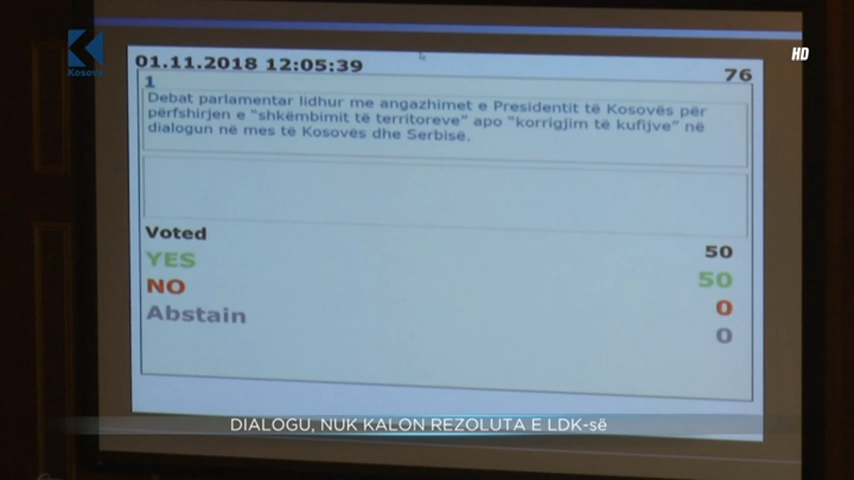 Kosova
HD
01.11.2018 12:05:39 76
1
Debat parlamentar lidhur me angazhimet e Presidentit të Kosovës për
përfshirjen e “shkëmbimit të territoreve” apo “korrigjim të kufijve” në
dialogun në mes të Kosovës dhe Serbisë.
Voted 50
YES 50
NO 0
Abstain 0
DIALOGU, NUK KALON REZOLUTA E LDK-së